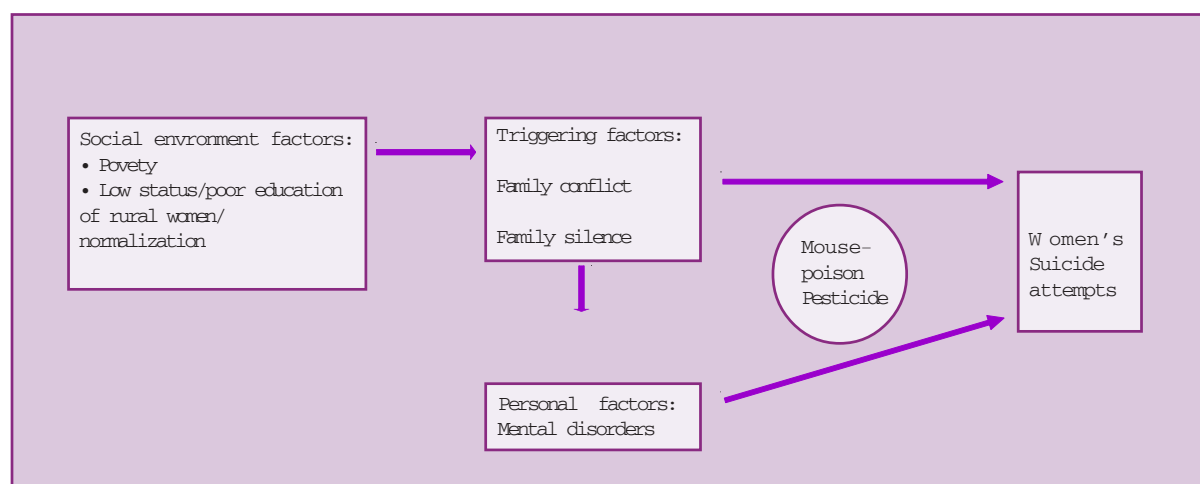 Social envronment factors:
• Povety
• Low status/poor education
of rural women/
normalization
Triggering factors:
Family conflict
Family silence
Mouse-
poison
Pesticide
Women's
Suicide
attempts
Personal factors:
Mental disorders